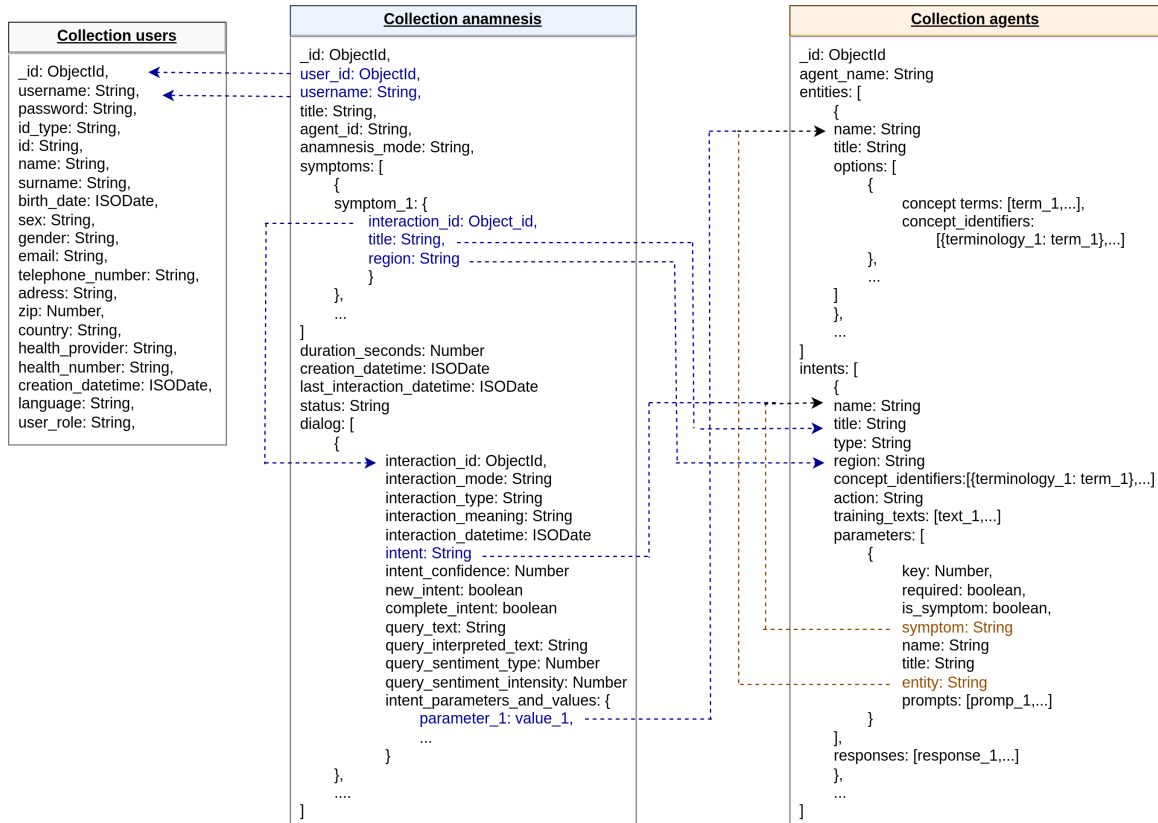 Collection users
_id: ObjectId,
username: String,
password: String,
id_type: String,
id: String,
name: String,
surname: String,
birth_date: ISODate,
sex: String,
gender: String,
email: String,
telephone_number: String,
adress: String,
zip: Number,
country: String,
health_provider: String,
health_number: String,
creation_datetime: ISODate,
language: String,
user_role: String,
Collection anamnesis
_id: ObjectId,
user_id: ObjectId,
username: String,
title: String,
agent_id: String,
anamnesis_mode: String,
symptoms: [
{
symptom_1: {
interaction_id: Object_id,
title: String,
region: String
}
},
...
]
duration_seconds: Number
creation_datetime: ISODate
last_interaction_datetime: ISODate
status: String
dialog: [
{
interaction_id: ObjectId,
interaction_mode: String
interaction_type: String
interaction_meaning: String
interaction_datetime: ISODate
intent: String
intent_confidence: Number
new_intent: boolean
complete_intent: boolean
query_text: String
query_interpreted_text: String
query_sentiment_type: Number
query_sentiment_intensity: Number
intent_parameters_and_values: {
parameter_1: value_1,
...
}
},
....
]
Collection agents
_id: ObjectId
agent_name: String
entities: [
{
name: String
title: String
options: [
{
concept terms: [term_1,...],
concept_identifiers:
[{terminology_1: term_1},...]
},
...
]
},
...
]
intents: [
{
name: String
title: String
type: String
region: String
concept_identifiers:[{terminology_1: term_1},...]
action: String
training_texts: [text_1,...]
parameters: [
{
key: Number,
required: boolean,
is_symptom: boolean,
symptom: String
name: String
title: String
entity: String
prompts: [promp_1,...]
}
],
responses: [response_1,...]
},
...
]